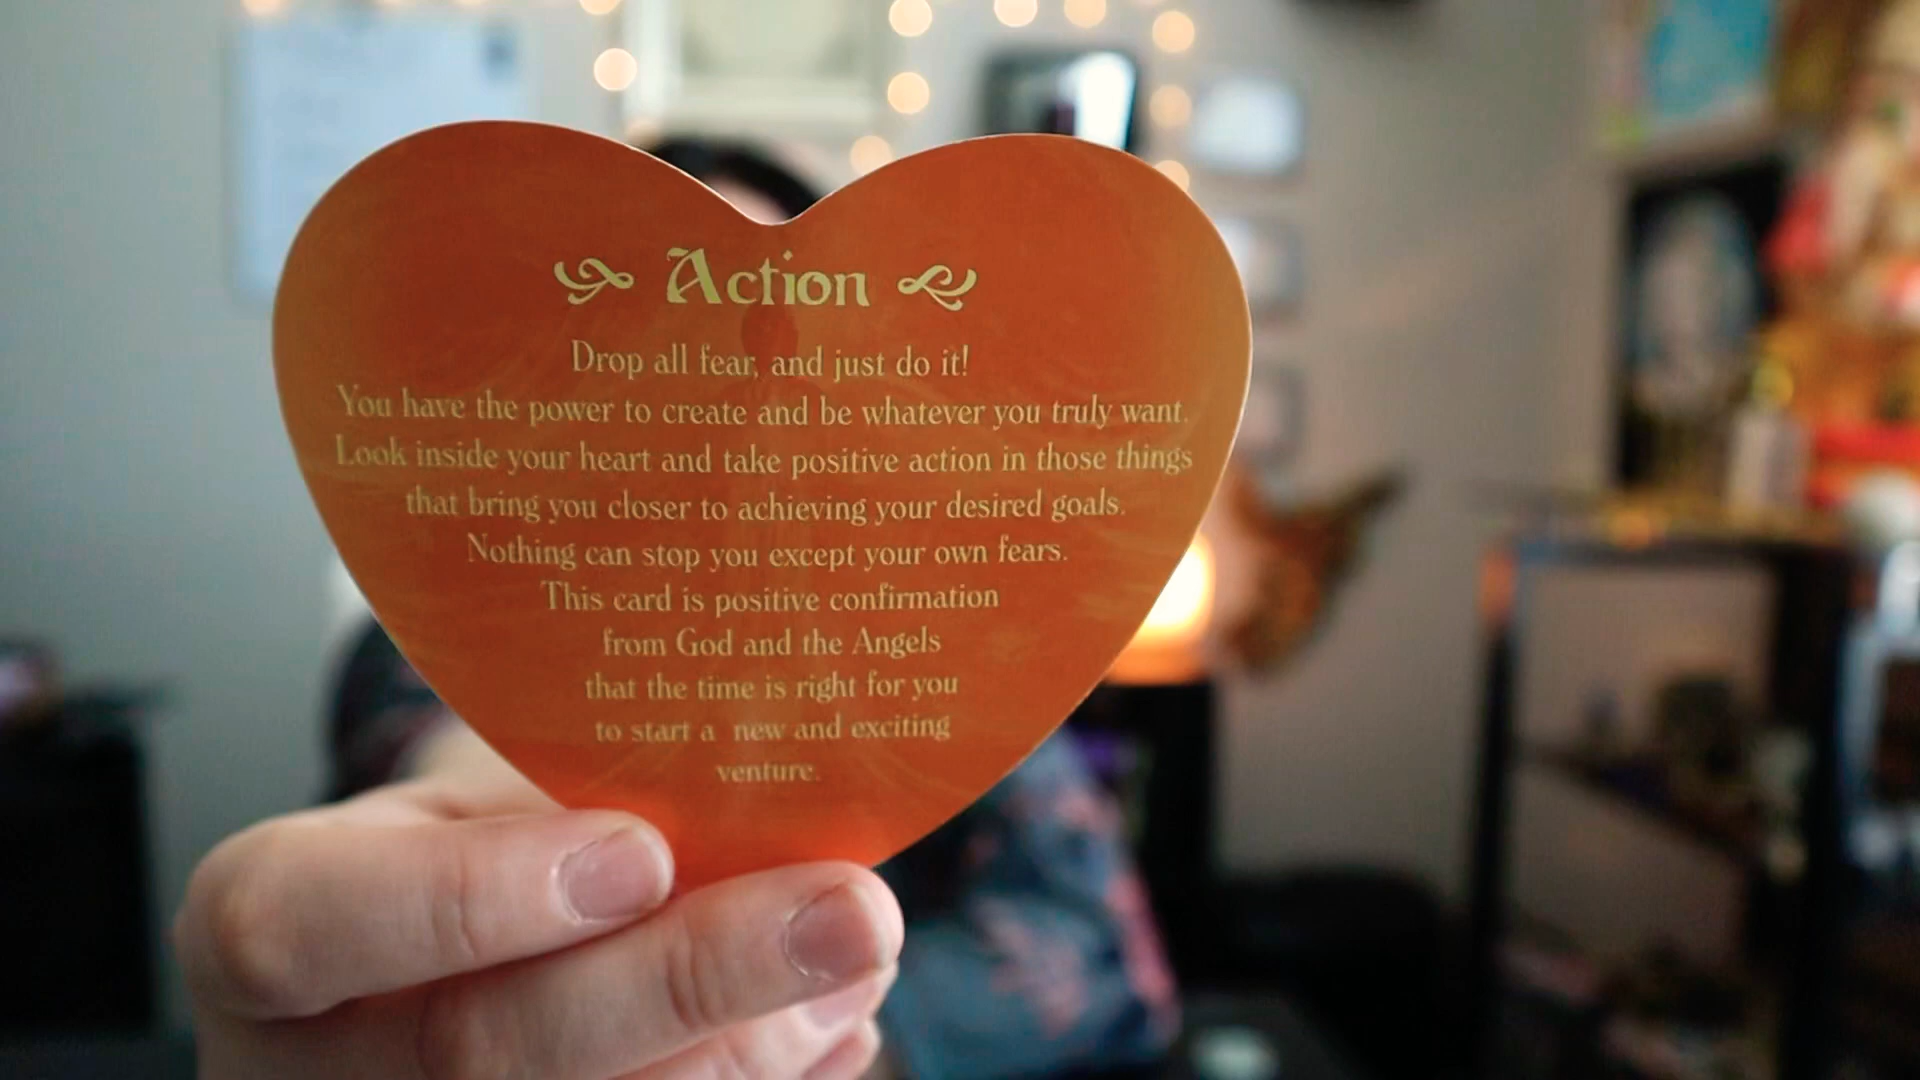 Action
Drop all fear, and just do it!
You have the power to create and be whatever you truly want.
Look inside your heart and take positive action in those things
that bring you closer to achieving your desired goals.
Nothing can stop you except your own fears.
This card is positive confirmation
from God and the Angels
that the time is right for you
to start a new and exciting
venture.